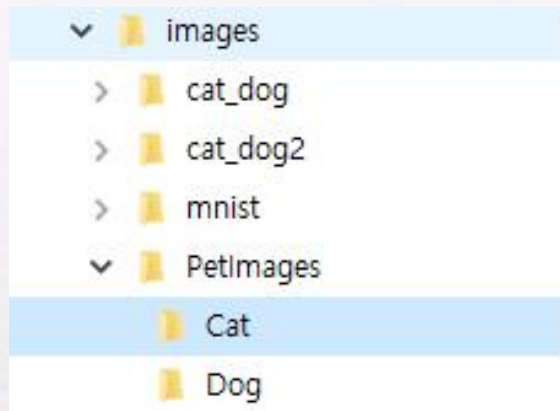 images
cat_dog
cat_dog2
mnist
PetImages
Cat
Dog